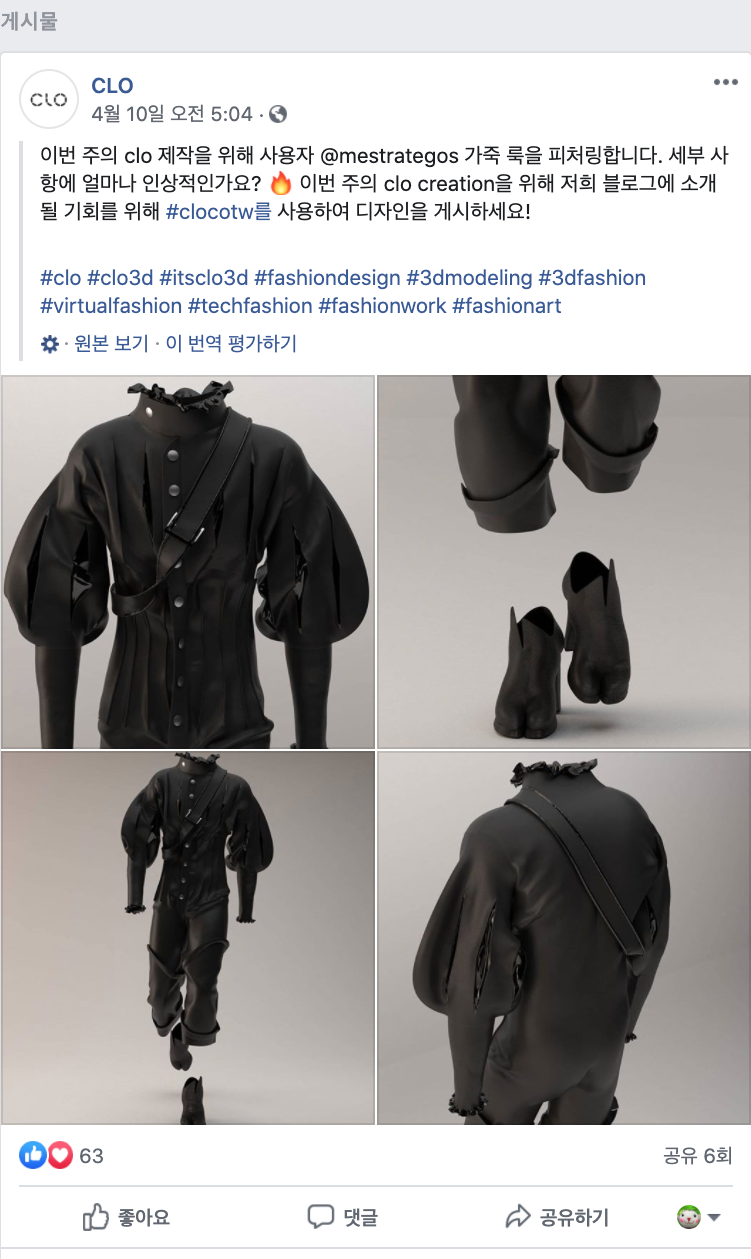 게시물
CLO
CLO
4월 10일 오전 5:04 ·
이번 주의 clo 제작을 위해 사용자 @mestrategos 가죽 룩을 피처링합니다. 세부 사
항에 얼마나 인상적인가요? 🔥 이번 주의 clo creation을 위해 저희 블로그에 소개
될 기회를 위해 #clocotw를 사용하여 디자인을 게시하세요!
#clo #clo3d #itsclo3d #fashiondesign #3dmodeling #3dfashion
#virtualfashion #techfashion #fashionwork #fashionart
· 원본 보기 · 이 번역 평가하기
63
공유 6회
좋아요
댓글
공유하기